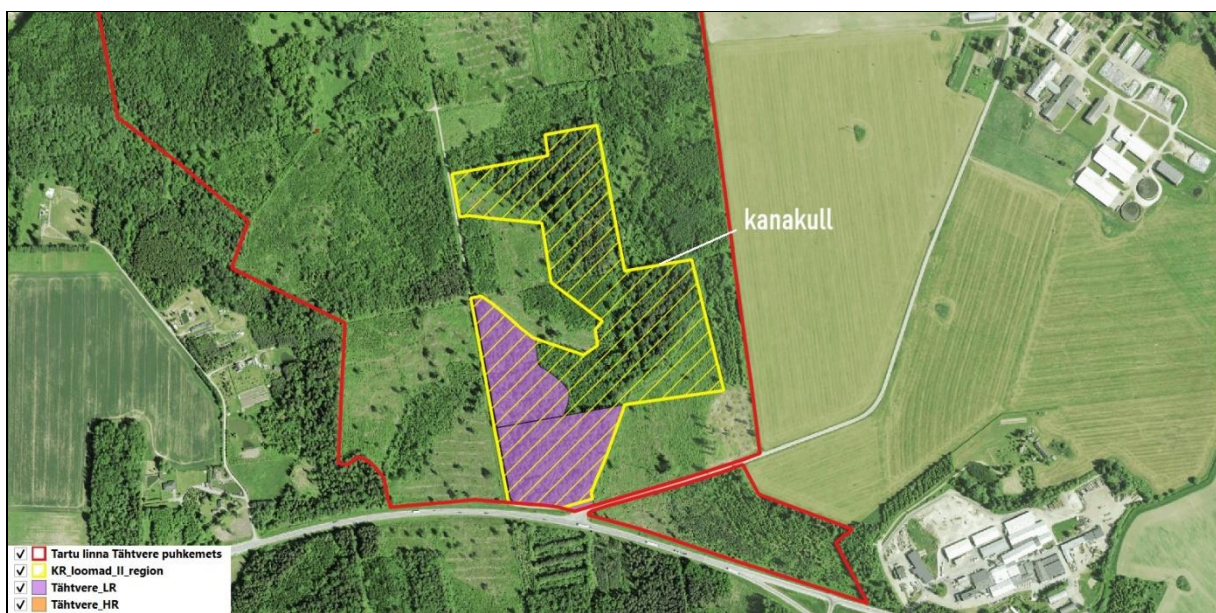 kanakull
Tartu linna Tähtvere puhkemets
KR_loomad_II_region
Tähtvere_LR
Tähtvere_HR